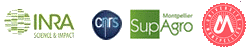 INRA
SCIENCE & IMPACT
cnrs
Montpellier
SupAgro